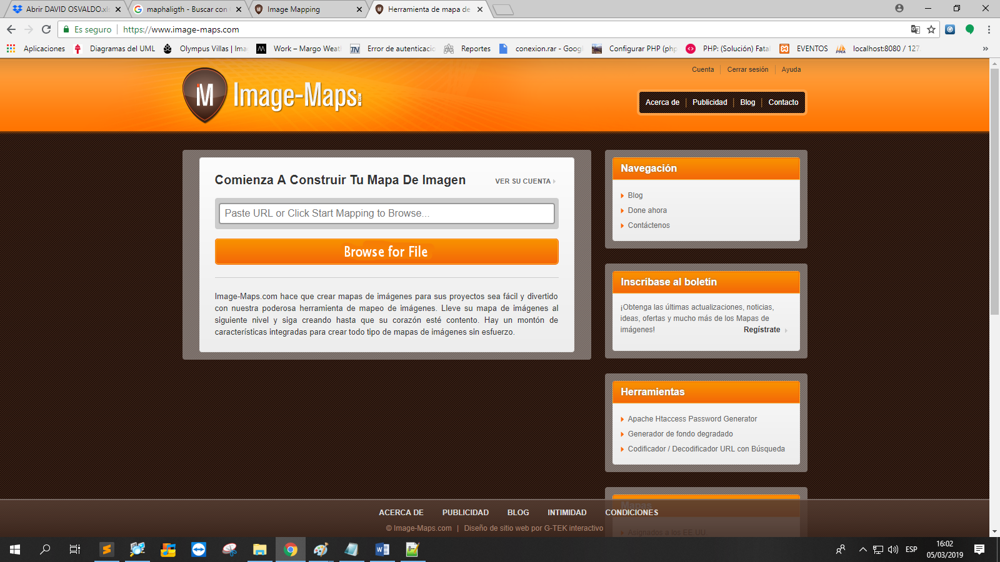 Abrir DAVID OSVALDO.xls
maphaligth - Buscar con
Image Mapping
Herramienta de mapa de
Es seguro
https://www.image-maps.com
Aplicaciones
Diagramas del UML
Olympus Villas | Ima
Work – Margo Weat
Error de autenticacio
Reportes
conexion.rar - Googl
Configurar PHP (php
PHP: (Solución) Fatal
EVENTOS
localhost:8080 / 127.
»
Cuenta
Cerrar sesión
Ayuda
iM
Image-Maps.com
Acerca de
Publicidad
Blog
Contacto
Comienza A Construir Tu Mapa De Imagen
VER SU CUENTA
Paste URL or Click Start Mapping to Browse...
Browse for File
Image-Maps.com hace que crear mapas de imágenes para sus proyectos sea fácil y divertido
con nuestra poderosa herramienta de mapeo de imágenes. Lleve su mapa de imágenes al
siguiente nivel y siga creando hasta que su corazón esté contento. Hay un montón de
características integradas para crear todo tipo de mapas de imágenes sin esfuerzo.
Navegación
Blog
Done ahora
Contáctenos
Inscríbase al boletín
¡Obtenga las últimas actualizaciones, noticias,
ideas, ofertas y mucho más de los Mapas de
imágenes!
Regístrate
Herramientas
Apache Htaccess Password Generator
Generador de fondo degradado
Codificador / Decodificador URL con Búsqueda
Mapas
Asignados a los EE.UU
ACERCA DE
PUBLICIDAD
BLOG
INTIMIDAD
CONDICIONES
© Image-Maps.com | Diseño de sitio web por G-TEK interactivo
ESP
16:02
05/03/2019